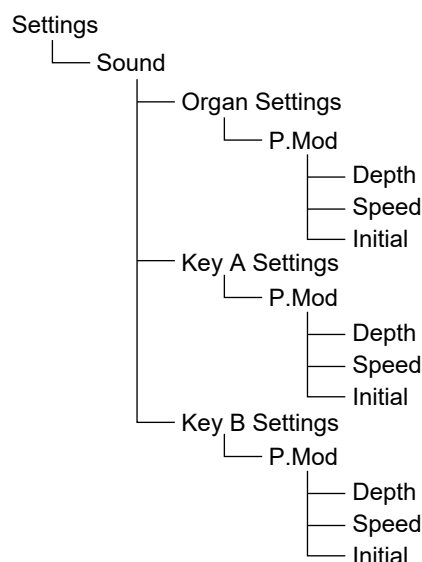 Settings
Sound
Organ Settings
P.Mod
Depth
Speed
Initial
Key A Settings
P.Mod
Depth
Speed
Initial
Key B Settings
P.Mod
Depth
Speed
Initial